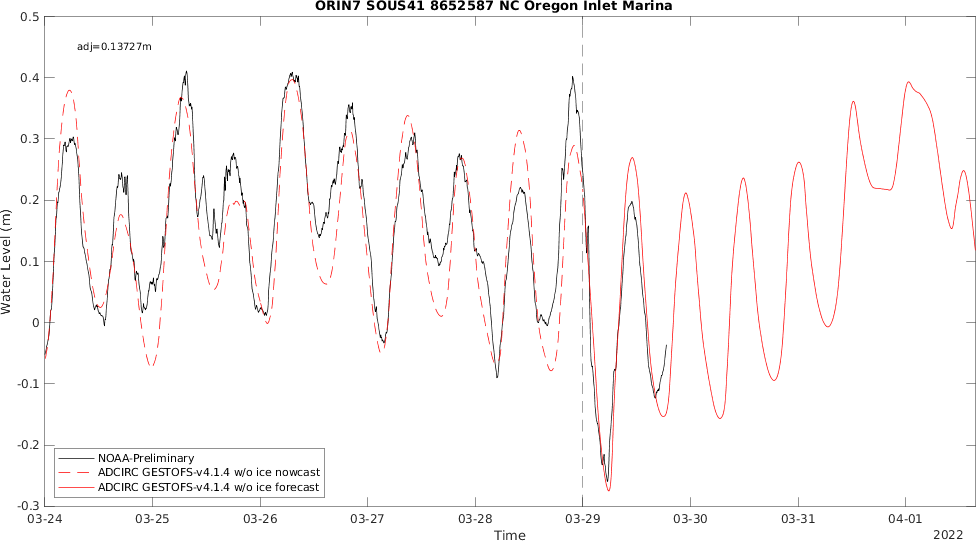 ORIN7 SOUS41 8652587 NC Oregon Inlet Marina
0.5
adj=0.13727m
0.4
0.3
0.2
0.1
0
-0.1
-0.2
-0.3
Water Level (m)
NOAA-Preliminary
ADCIRC GESTOFS-v4.1.4 w/o ice nowcast
ADCIRC GESTOFS-v4.1.4 w/o ice forecast
03-24 03-25 03-26 03-27 03-28 03-29 03-30 03-31 04-01
Time
2022